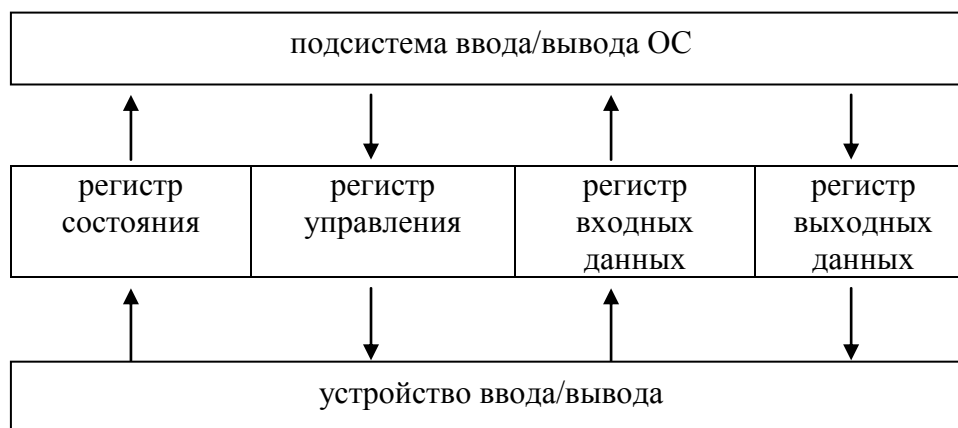 подсистема ввода/вывода ОС
регистр состояния
регистр управления
регистр входных данных
регистр выходных данных
устройство ввода/вывода